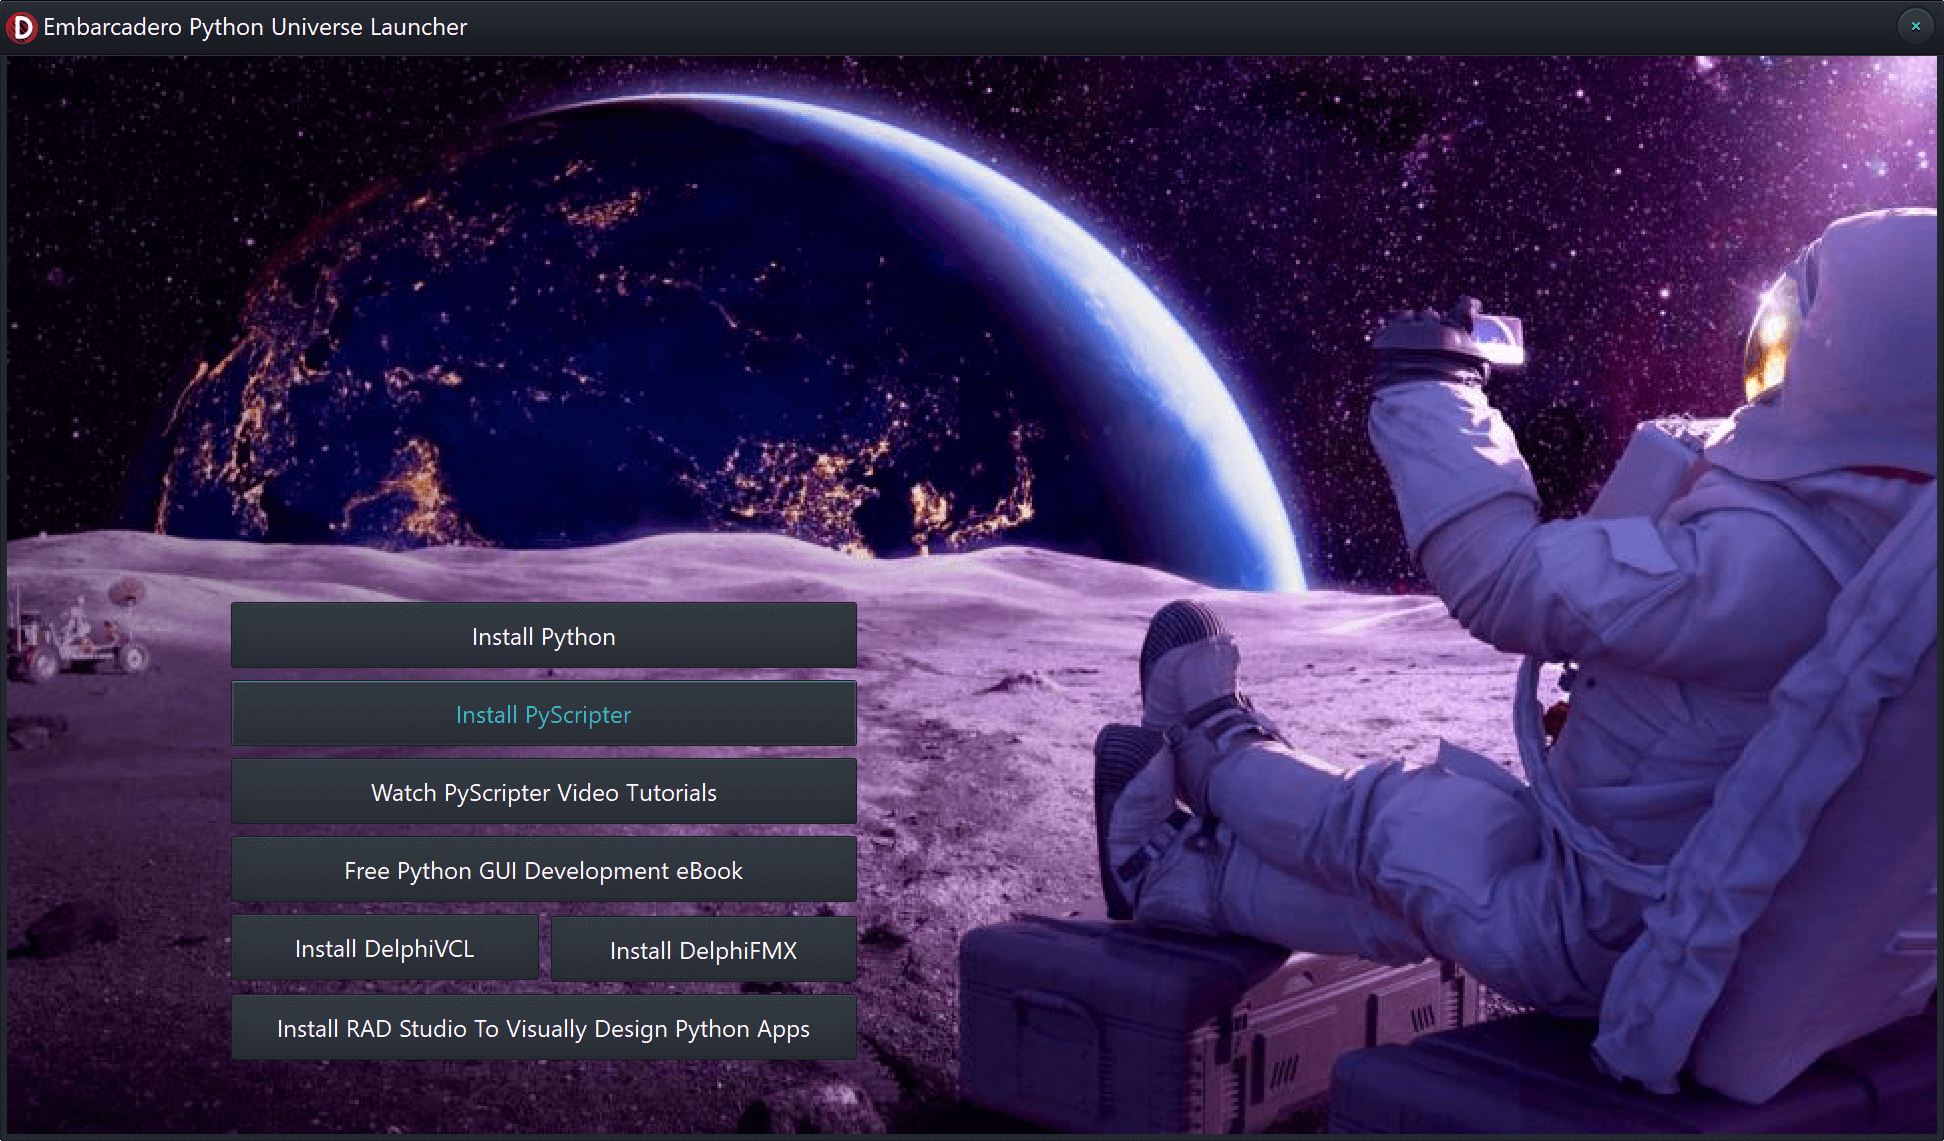 Embarcadero Python Universe Launcher
Install Python
Install PyScripter
Watch PyScripter Video Tutorials
Free Python GUI Development eBook
Install DelphiVCL
Install DelphiFMX
Install RAD Studio To Visually Design Python Apps